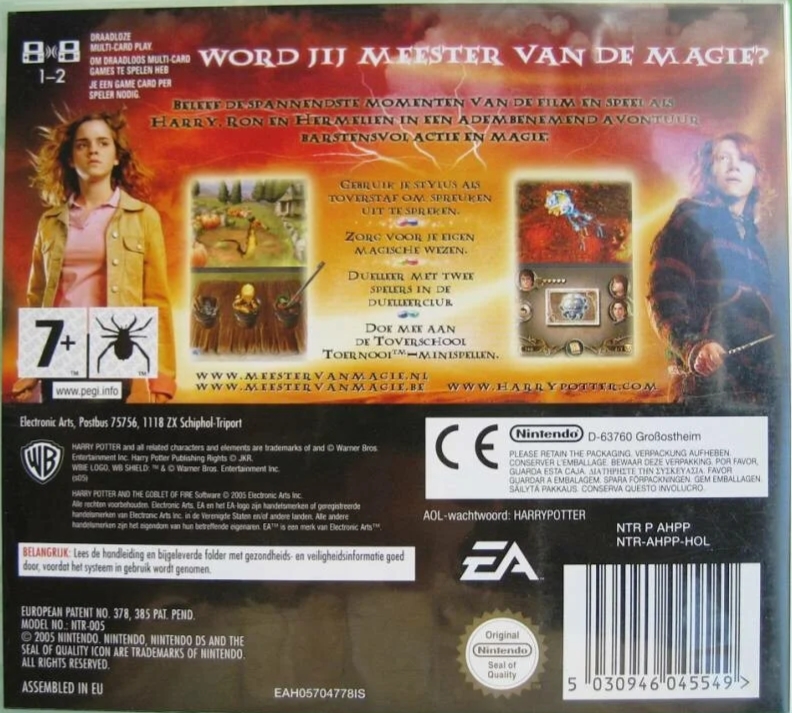 DRAADLOZE
MULTI-CARD PLAY.
OM DRAADLOOS MULTI-CARD
GAMES TE SPELEN HEB
JE EEN GAME CARD PER
SPELER NODIG.
1-2
WORD JIJ MEESTER VAN DE MAGIE?
BELEEF DE SPANNENDSTE MOMENTEN VAN DE FILM EN SPEEL ALS
HARRY, RON EN HERMELIEN IN EEN ADEMBENEMEND AVONTUUR
BARSTENSVOL ACTIE EN MAGIE.
GEBRUIK JE STYLUS ALS
TOVERSTAF OM SPREUKEN
UIT TE SPREKEN.
ZORG VOOR JE EIGEN
MAGISCHE WEZEN.
DUELLEER MET TWEE
SPELERS IN DE
DUELLEERCLUB.
DOE MEE AAN
DE TOVERSCHOOL
TOERNOOI™-MINISPELLEN.
7+
www.pegi.info
WWW.MEESTERVANMAGIE.NL
WWW.MEESTERVANMAGIE.BE WWW.HARRYPOTTER.COM
Electronic Arts, Postbus 75756, 1118 ZX Schiphol-Triport
WB
HARRY POTTER and all related characters and elements are trademarks of and © Warner Bros.
Entertainment Inc. Harry Potter Publishing Rights © JKR.
WBIE LOGO, WB SHIELD: ™ & © Warner Bros. Entertainment Inc.
(s05)
HARRY POTTER AND THE GOBLET OF FIRE Software © 2005 Electronic Arts Inc.
Alle rechten voorbehouden. Electronic Arts, EA en het EA-logo zijn handelsmerken of geregistreerde
handelsmerken van Electronic Arts Inc. in de Verenigde Staten en/of andere landen. Alle andere
handelsmerken zijn het eigendom van hun betreffende eigenaren. EA™ is een merk van Electronic Arts™.
CE
Nintendo D-63760 Großostheim
PLEASE RETAIN THE PACKAGING. VERPACKUNG AUFHEBEN.
CONSERVER L'EMBALLAGE. BEWAAR DEZE VERPAKKING. POR FAVOR,
GUARDA ESTA CAJA. ΔΙΑΤΗΡΗΣΤΕ ΤΗΝ ΣΥΣΚΕΥΑΣΙΑ. FAVOR
GUARDAR A EMBALAGEM. SPARA FÖRPACKNINGEN. GEM EMBALLAGEN
SÄILYTÄ PAKKAUS. CONSERVA QUESTO INVOLUCRO.
AOL-wachtwoord: HARRYPOTTER
NTR P AHPP
NTR-AHPP-HOL
EA
BELANGRIJK: Lees de handleiding en bijgeleverde folder met gezondheids- en veiligheidsinformatie goed
door, voordat het systeem in gebruik wordt genomen.
EUROPEAN PATENT NO. 378, 385 PAT. PEND.
MODEL NO.: NTR-005
© 2005 NINTENDO. NINTENDO, NINTENDO DS AND THE
SEAL OF QUALITY ICON ARE TRADEMARKS OF NINTENDO.
ALL RIGHTS RESERVED.
ASSEMBLED IN EU
EAH05704778IS
Original
Nintendo
Seal of
Quality
5 030946 045549 >